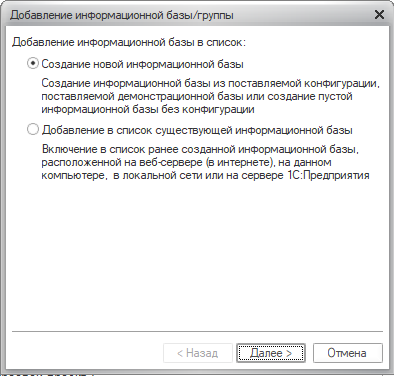 Добавление информационной базы/группы
Добавление информационной базы в список:
Создание новой информационной базы
Создание информационной базы из поставляемой конфигурации,
поставляемой демонстрационной базы или создание пустой
информационной базы без конфигурации
Добавление в список существующей информационной базы
Включение в список ранее созданной информационной базы,
расположенной на веб-сервере (в интернете), на данном
компьютере, в локальной сети или на сервере 1С:Предприятия
< Назад Далее > Отмена